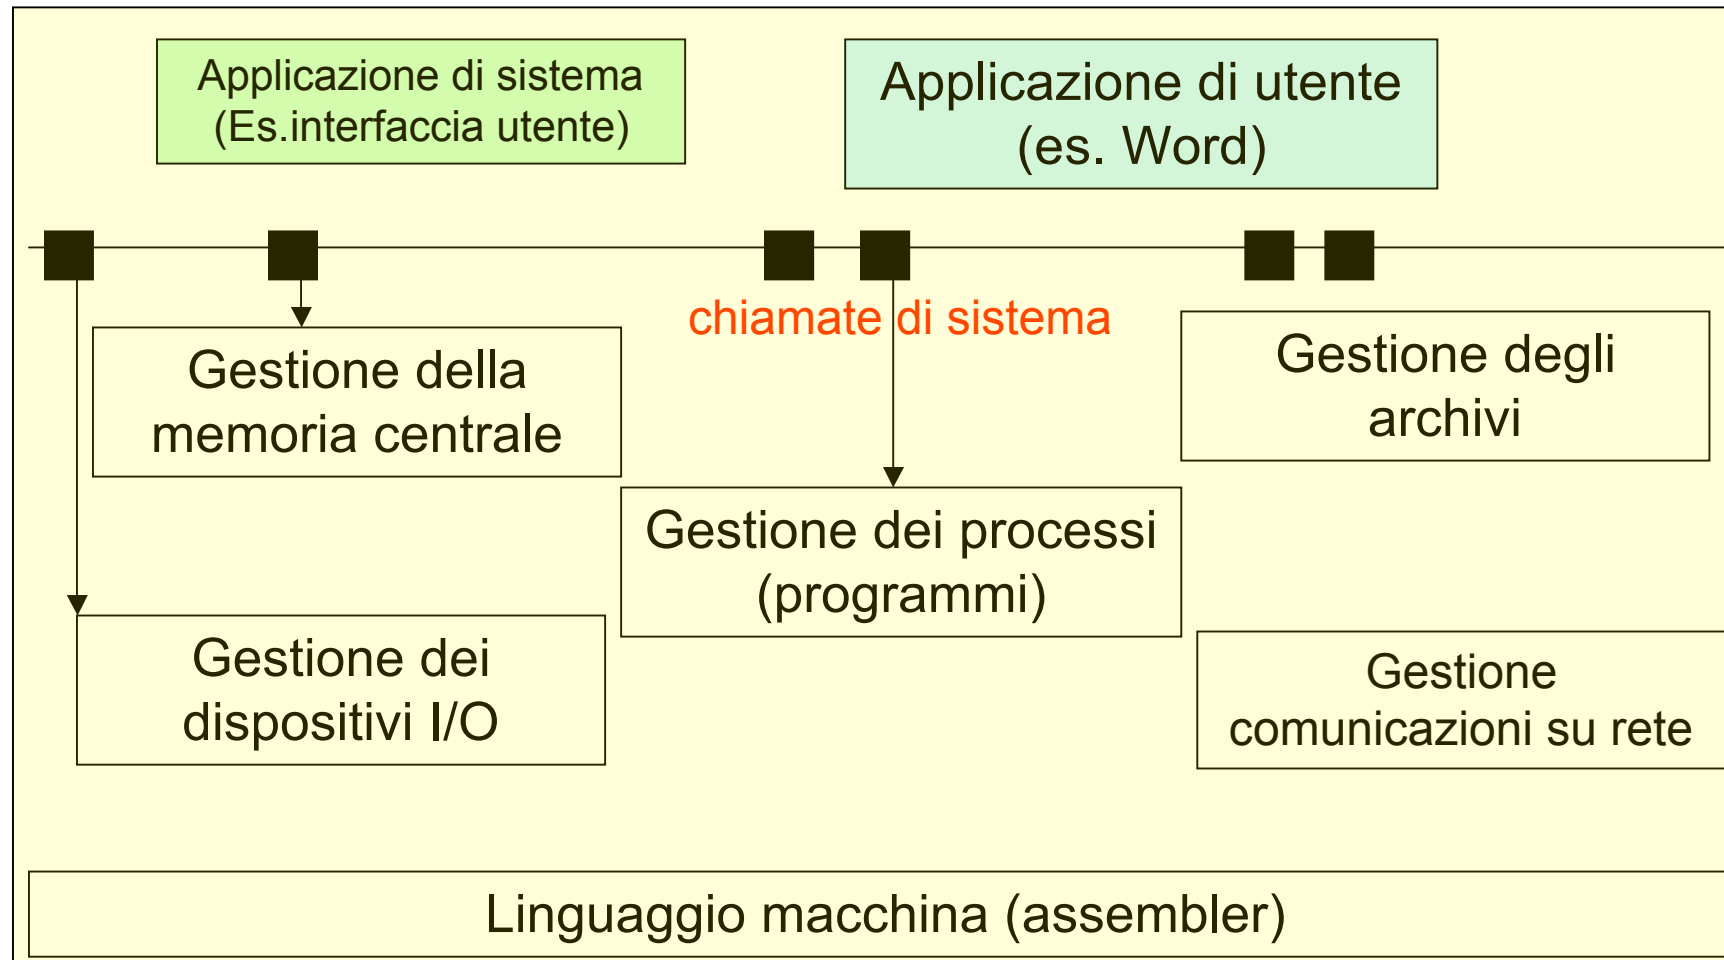 Applicazione di sistema
(Es.interfaccia utente)
Applicazione di utente
(es. Word)
chiamate di sistema
Gestione della
memoria centrale
Gestione degli
archivi
Gestione dei processi
(programmi)
Gestione dei
dispositivi I/O
Gestione
comunicazioni su rete
Linguaggio macchina (assembler)